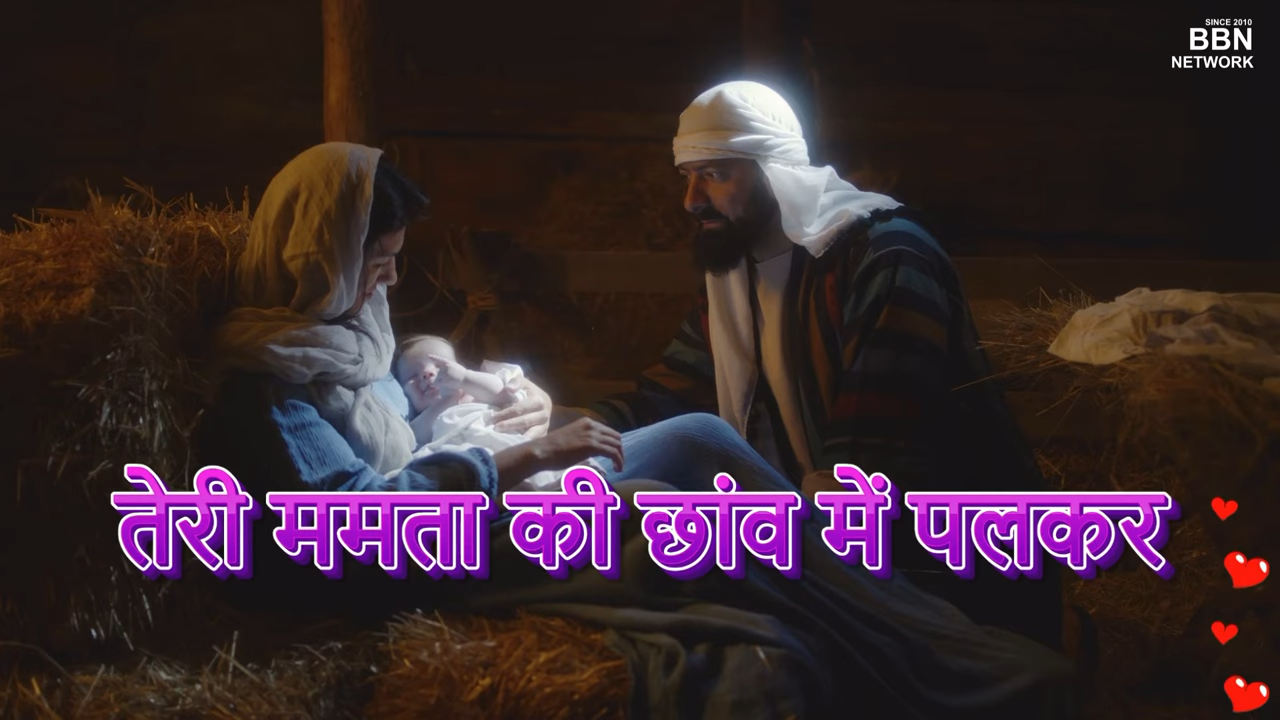 SINCE 2010
BBN
NETWORK
तेरी ममता की छांव में पलकर